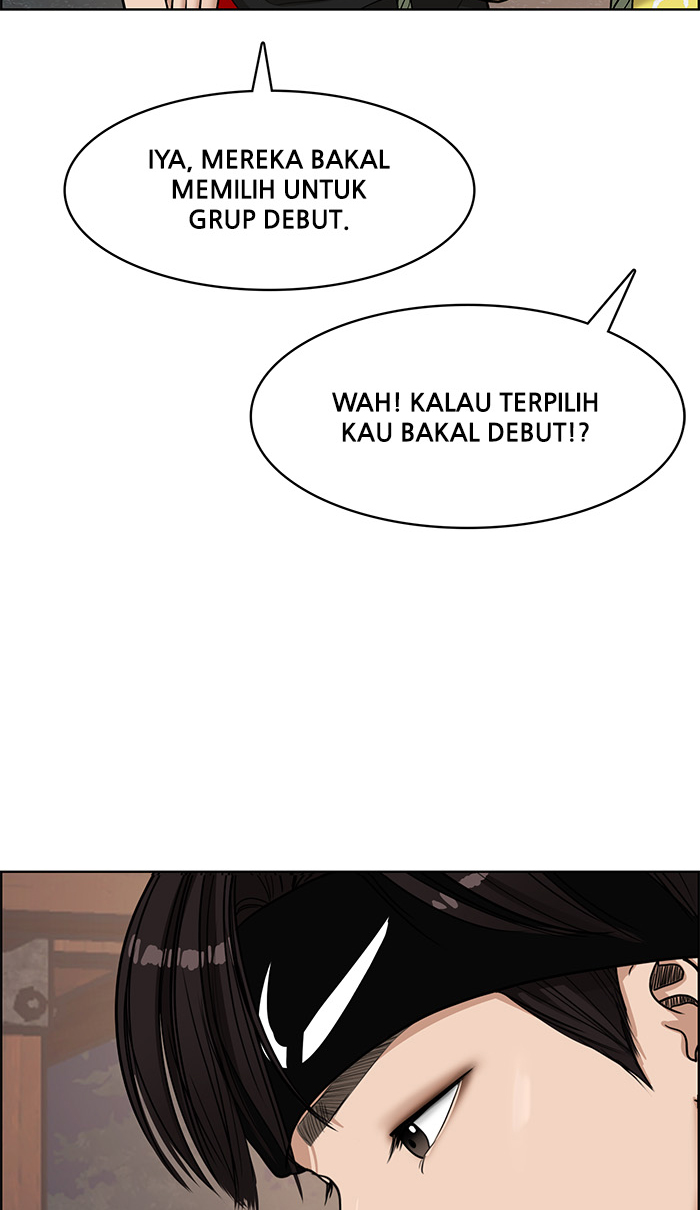 IYA, MEREKA BAKAL
MEMILIH UNTUK
GRUP DEBUT.
WAH! KALAU TERPILIH
KAU BAKAL DEBUT!?